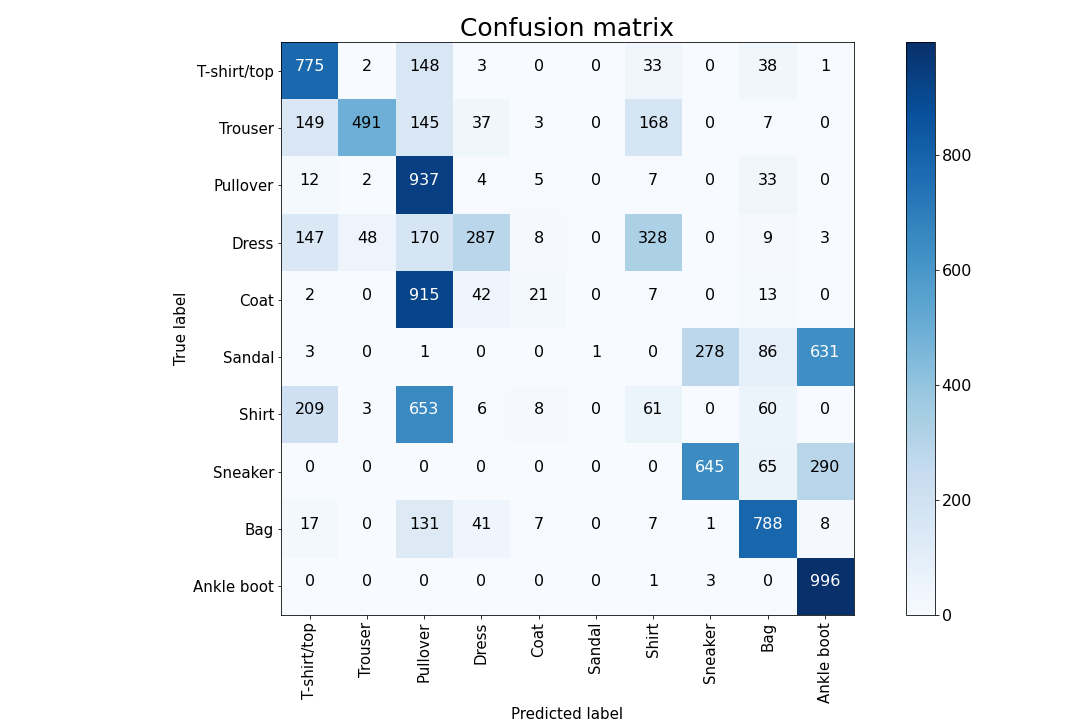 Confusion matrix
T-shirt/top 775 2 148 3 0 0 33 0 38 1
Trouser 149 491 145 37 3 0 168 0 7 0
800
Pullover 12 2 937 4 5 0 7 0 33 0
Dress 147 48 170 287 8 0 328 0 9 3
600
Coat 2 0 915 42 21 0 7 0 13 0
True label
Sandal 3 0 1 0 0 1 0 278 86 631
400
Shirt 209 3 653 6 8 0 61 0 60 0
Sneaker 0 0 0 0 0 0 0 645 65 290
200
Bag 17 0 131 41 7 0 7 1 788 8
Ankle boot 0 0 0 0 0 0 1 3 0 996
0
T-shirt/top
Trouser
Pullover
Dress
Coat
Sandal
Shirt
Sneaker
Bag
Ankle boot
Predicted label